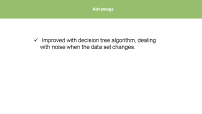 Advantage
✓ Improved with decision tree algorithm, dealing
with noise when the data set changes.